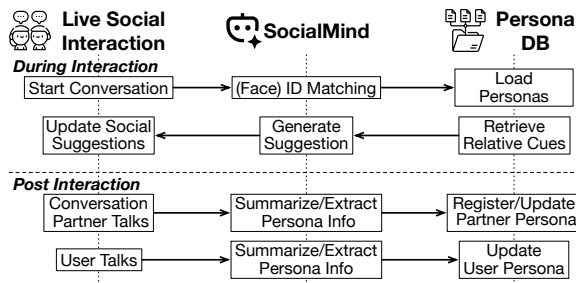 Live Social
Interaction
SocialMind
Persona
DB
During Interaction
Start Conversation
(Face) ID Matching
Load
Personas
Update Social
Suggestions
Generate
Suggestion
Retrieve
Relative Cues
Post Interaction
Conversation
Partner Talks
Summarize/Extract
Persona Info
Register/Update
Partner Persona
User Talks
Summarize/Extract
Persona Info
Update
User Persona